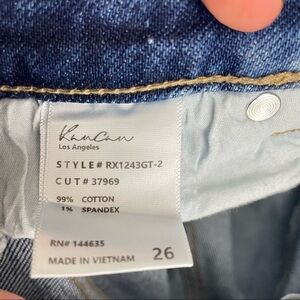 KanCan
Los Angeles
STYLE# RX1243GT-2
CUT# 37969
99% COTTON
1% SPANDEX
RN# 144635
MADE IN VIETNAM
26